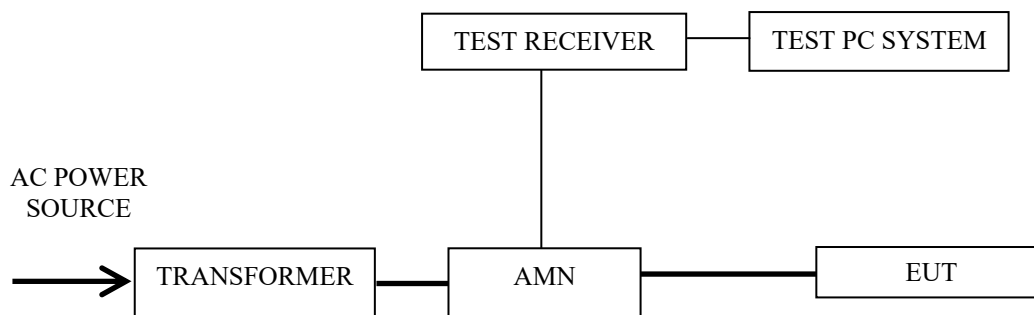 TEST RECEIVER
TEST PC SYSTEM
AC POWER
SOURCE
TRANSFORMER
AMN
EUT